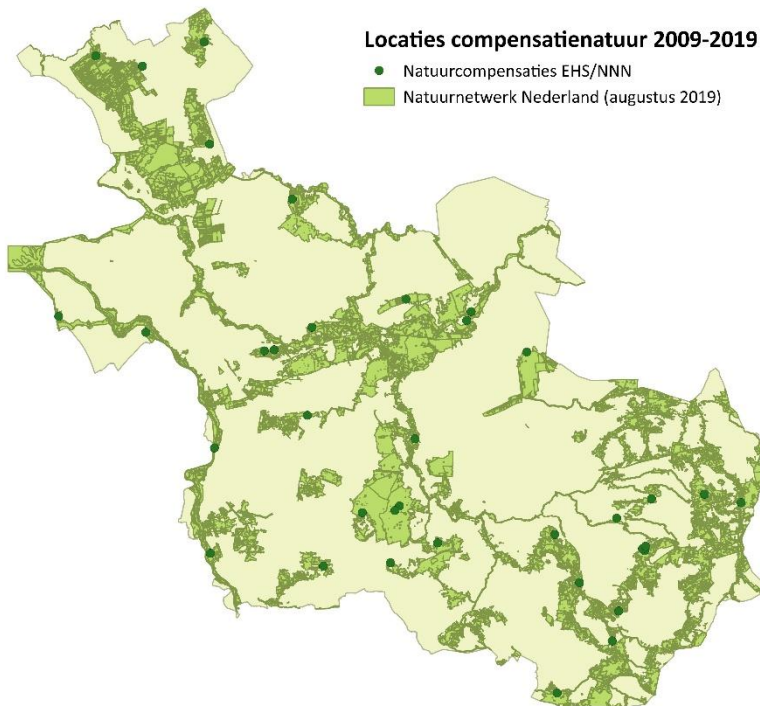 Locaties compensatienatuur 2009-2019
Natuurcompensaties EHS/NNN
Natuurnetwerk Nederland (augustus 2019)